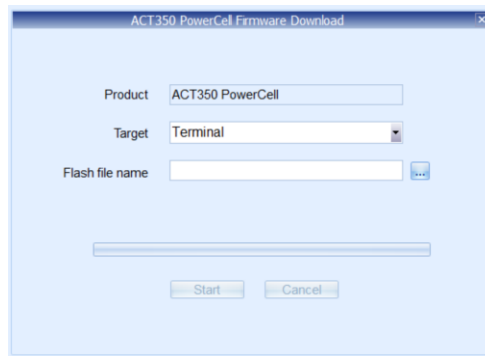 ACT350 PowerCell Firmware Download
Product ACT350 PowerCell
Target Terminal
Flash file name ...
Start Cancel